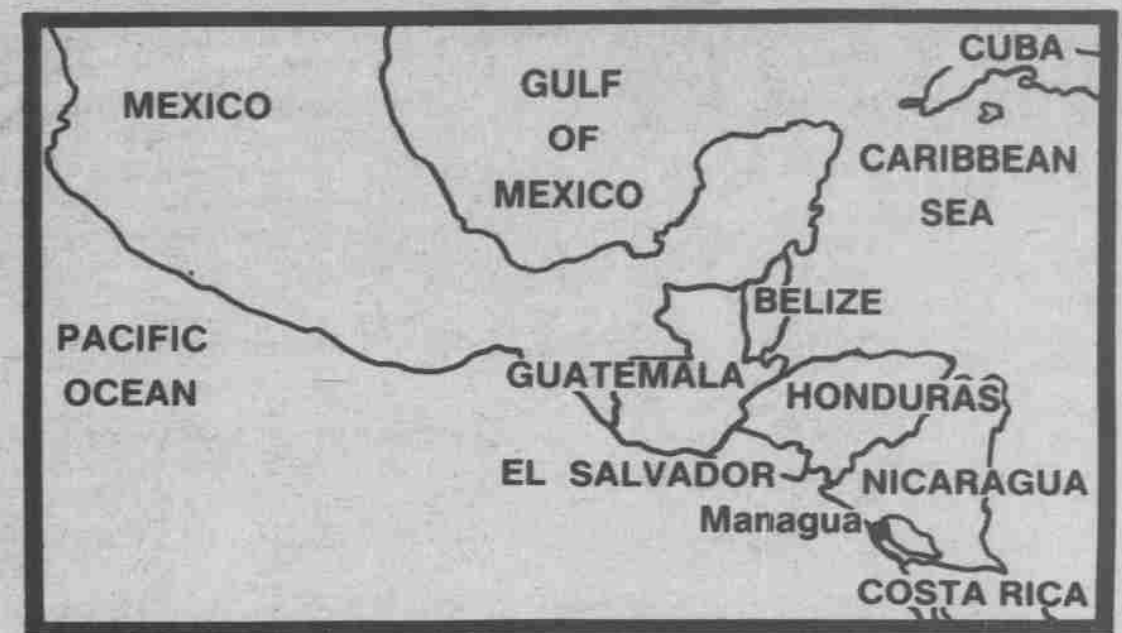 CUBA
MEXICO
GULF
OF
MEXICO
CARIBBEAN
SEA
BELIZE
PACIFIC
OCEAN
GUATEMALA
HONDURAS
EL SALVADOR
NICARAGUA
Managua
COSTA RICA